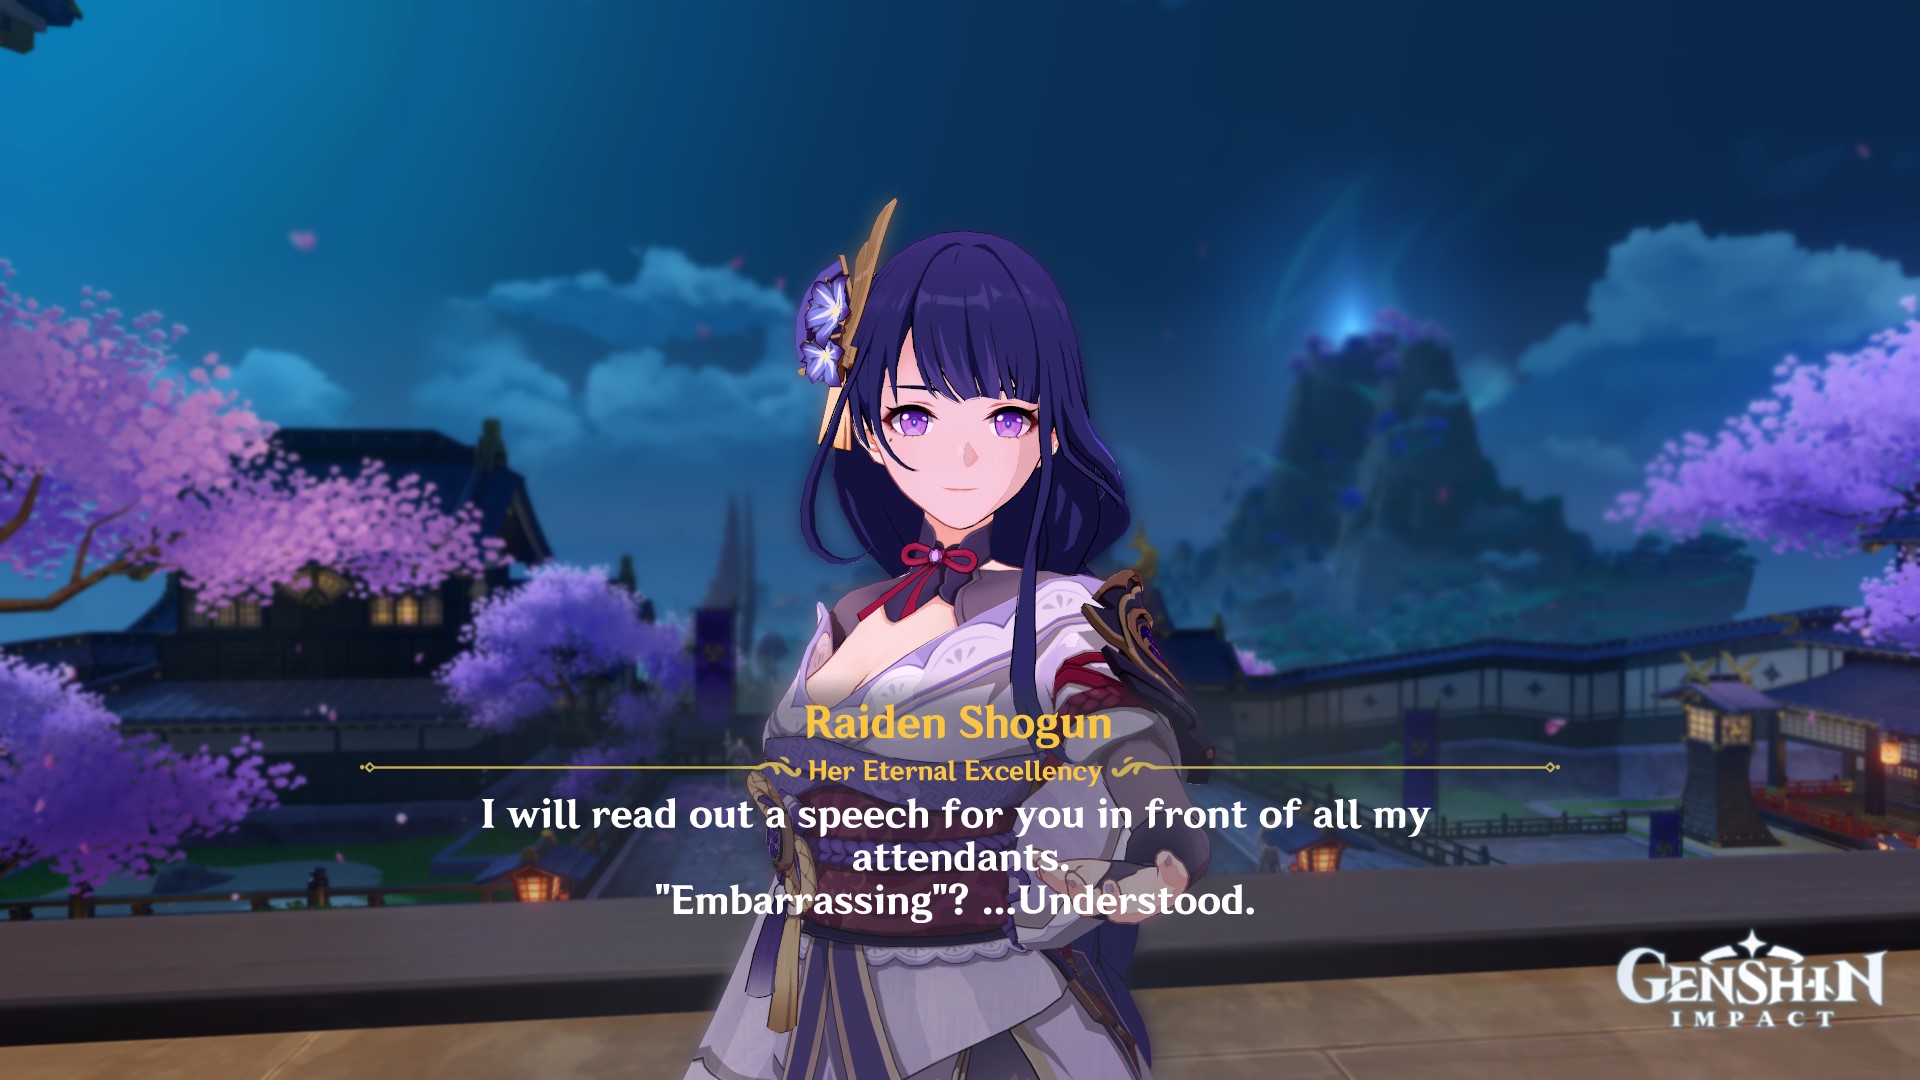 Raiden Shogun
Her Eternal Excellency
I will read out a speech for you in front of all my
attendants.
"Embarrassing"? ...Understood.
GENSHIN
IMPACT